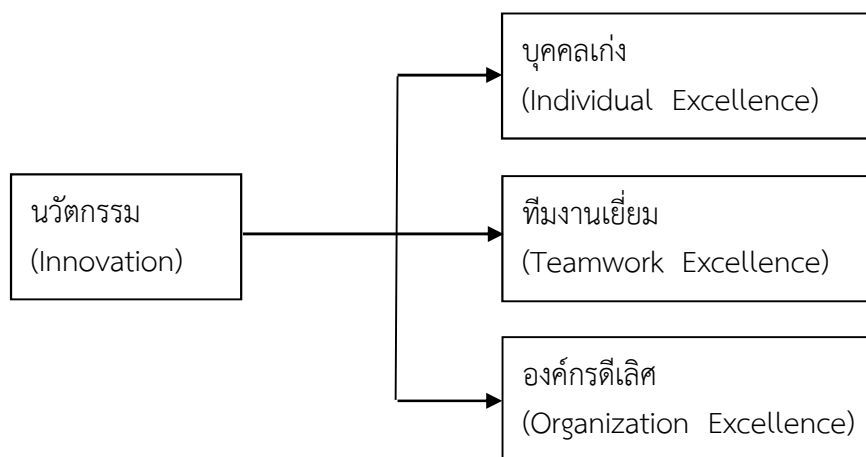 บุคคลเก่ง
(Individual Excellence)
นวัตกรรม
(Innovation)
ทีมงานเยี่ยม
(Teamwork Excellence)
องค์กรดีเลิศ
(Organization Excellence)